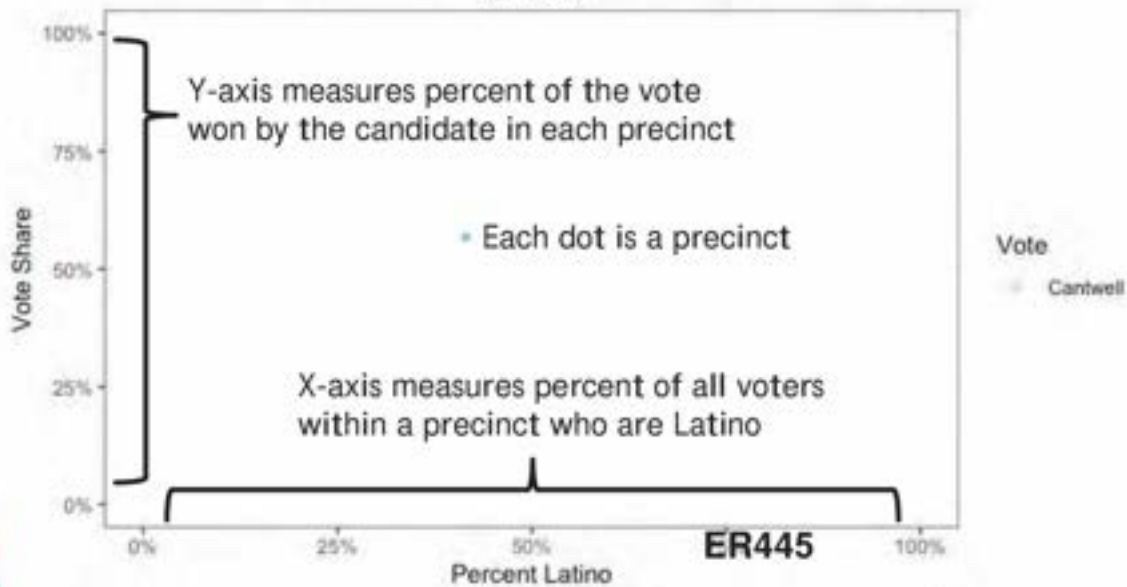 100%
Y-axis measures percent of the vote
won by the candidate in each precinct
75%
Each dot is a precinct
Vote Share
50%
Vote
Cantwell
25%
X-axis measures percent of all voters
within a precinct who are Latino
0%
0%
25%
50%
ER445
100%
Percent Latino